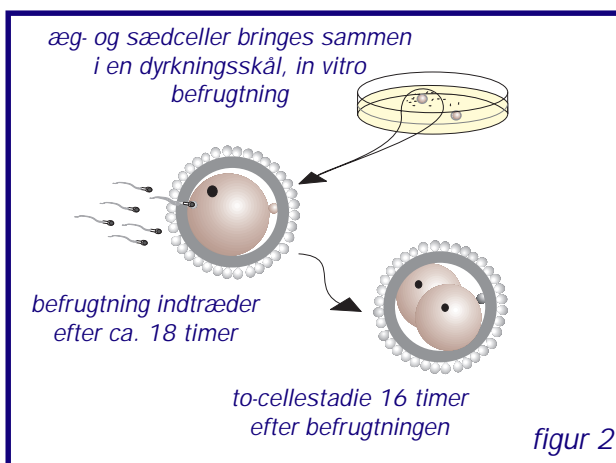 æg- og sædceller bringes sammen
i en dyrkningsskål, in vitro
befrugtning
befrugtning indtræder
efter ca. 18 timer
to-cellestadie 16 timer
efter befrugtningen
figur 2